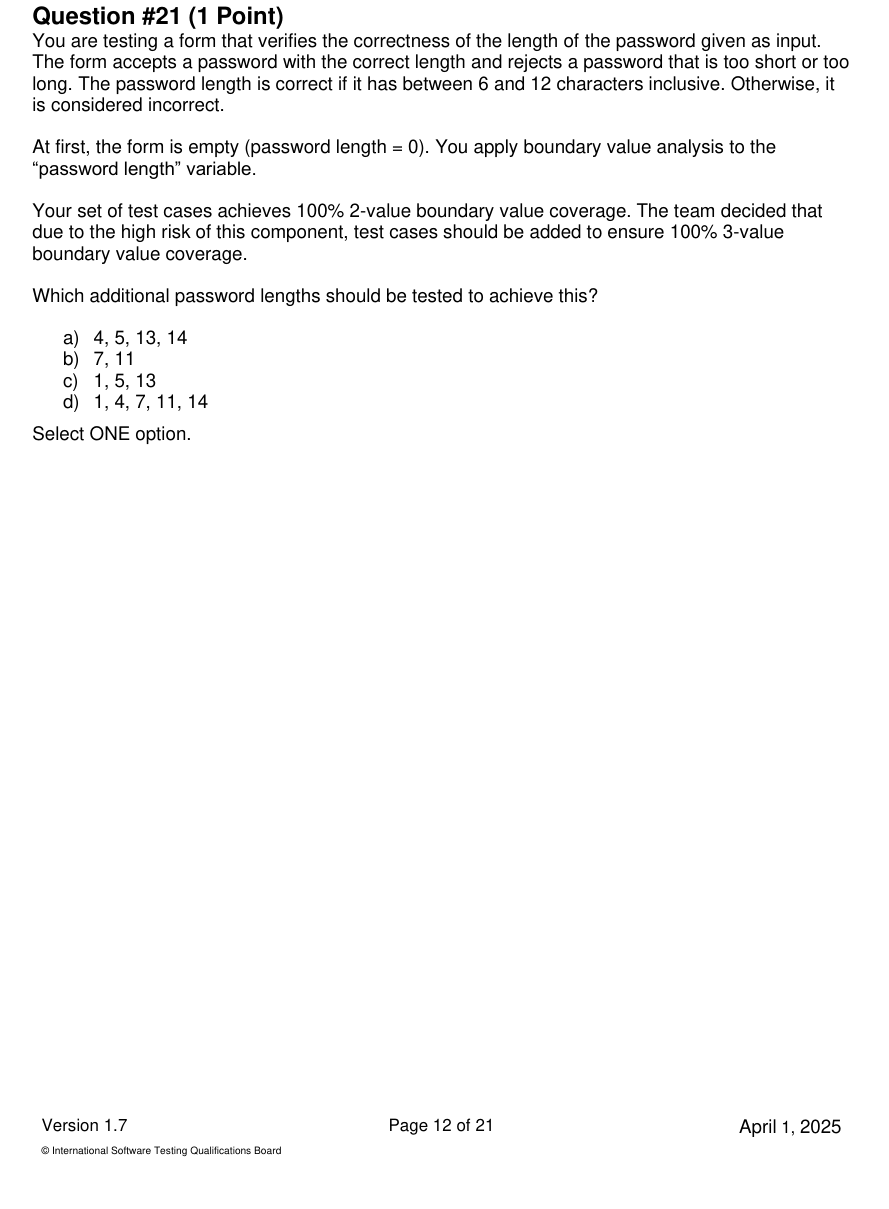 Question #21 (1 Point)
You are testing a form that verifies the correctness of the length of the password given as input.
The form accepts a password with the correct length and rejects a password that is too short or too
long. The password length is correct if it has between 6 and 12 characters inclusive. Otherwise, it
is considered incorrect.
At first, the form is empty (password length = 0). You apply boundary value analysis to the
“password length” variable.
Your set of test cases achieves 100% 2-value boundary value coverage. The team decided that
due to the high risk of this component, test cases should be added to ensure 100% 3-value
boundary value coverage.
Which additional password lengths should be tested to achieve this?
a) 4, 5, 13, 14
b) 7, 11
c) 1, 5, 13
d) 1, 4, 7, 11, 14
Select ONE option.
Version 1.7 Page 12 of 21 April 1, 2025
© International Software Testing Qualifications Board